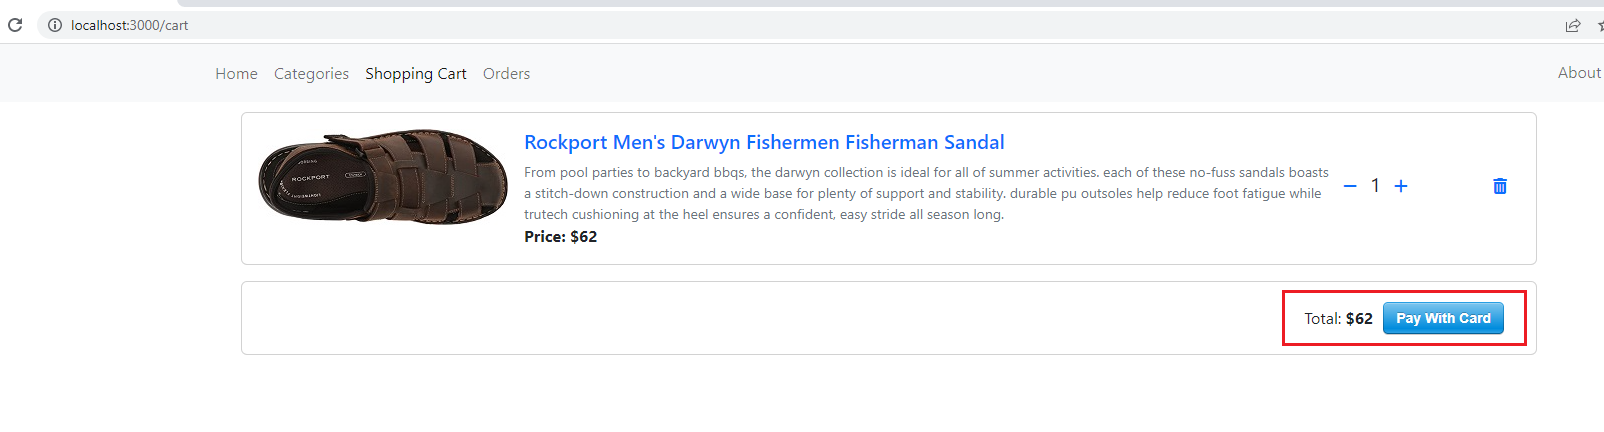 localhost:3000/cart
Home Categories Shopping Cart Orders About
Rockport Men's Darwyn Fishermen Fisherman Sandal
From pool parties to backyard bbqs, the darwyn collection is ideal for all of summer activities. each of these no-fuss sandals boasts
a stitch-down construction and a wide base for plenty of support and stability. durable pu outsoles help reduce foot fatigue while
trutech cushioning at the heel ensures a confident, easy stride all season long.
Price: $62
− 1 +
ROCKPORT
Total: $62 Pay With Card